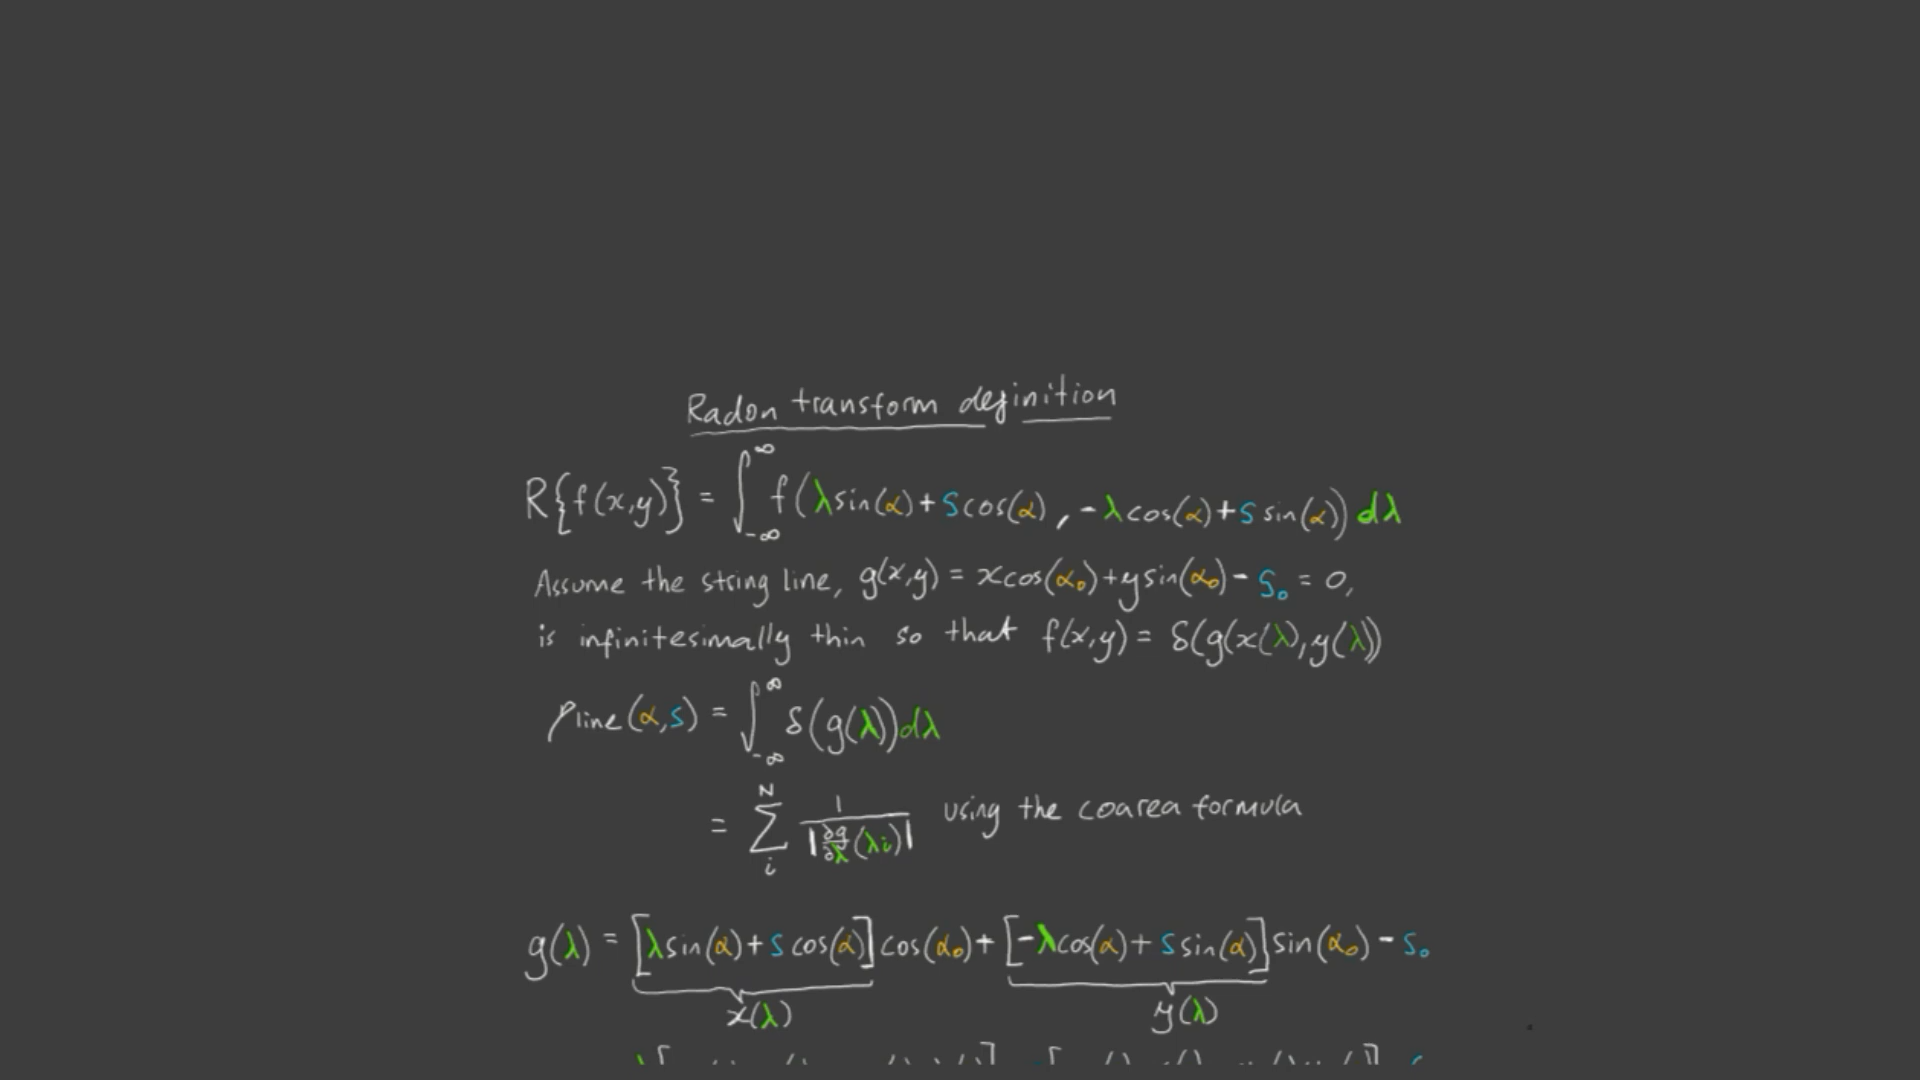 Radon transform definition
R{f(x,y)} = ∫_{-∞}^{∞} f(λsin(α)+Scos(α), -λcos(α)+Ssin(α)) dλ
Assume the string line, g(x,y) = xcos(α₀)+ysin(α₀)- S₀ = 0,
is infinitesimally thin so that f(x,y) = δ(g(x(λ),y(λ))
ρline(α,s) = ∫_{-∞}^{∞} δ(g(λ))dλ
= Σ_{i}^{N} 1/|∂g/∂λ(λi)| using the coarea formula
g(λ) = [λsin(α)+Scos(α)]cos(α₀)+[-λcos(α)+Ssin(α)]sin(α₀)-S₀
x(λ) y(λ)